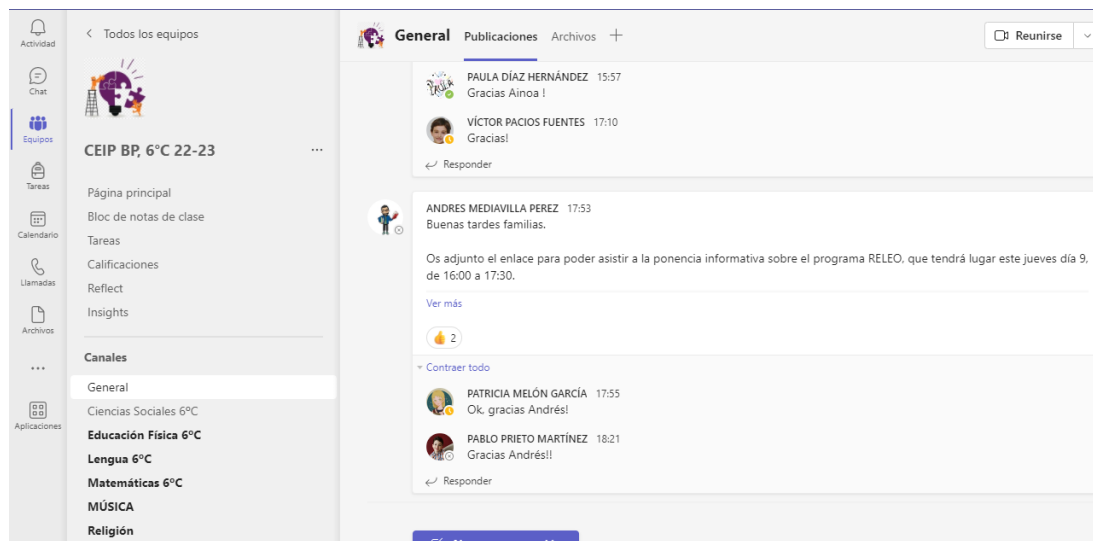 Actividad
Chat
Equipos
Tareas
Calendario
Llamadas
Archivos
Aplicaciones
Todos los equipos
CEIP BP, 6°C 22-23
Página principal
Bloc de notas de clase
Tareas
Calificaciones
Reflect
Insights
Canales
General
Ciencias Sociales 6ºC
Educación Física 6ºC
Lengua 6ºC
Matemáticas 6ºC
MÚSICA
Religión
General Publicaciones Archivos
Reunirse
PAULA DÍAZ HERNÁNDEZ 15:57
Gracias Ainoa !
VÍCTOR PACIOS FUENTES 17:10
Gracias!
Responder
ANDRES MEDIAVILLA PEREZ 17:53
Buenas tardes familias.
Os adjunto el enlace para poder asistir a la ponencia informativa sobre el programa RELEO, que tendrá lugar este jueves día 9,
de 16:00 a 17:30.
Ver más
2
Contraer todo
PATRICIA MELÓN GARCÍA 17:55
Ok, gracias Andrés!
PABLO PRIETO MARTÍNEZ 18:21
Gracias Andrés!!
Responder